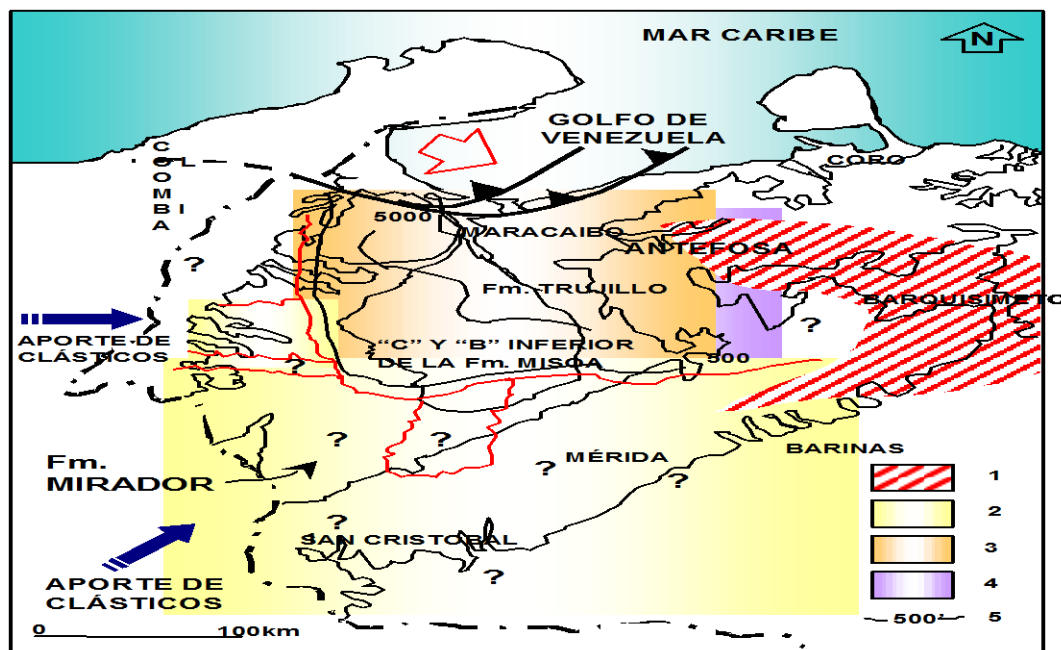 MAR CARIBE
N
GOLFO DE
VENEZUELA
COLOMBIA
CORO
5000
MARACAIBO
ANTEFOSA
Fm. TRUJILLO
BARQUISIMETO
?
?
APORTE DE
CLÁSTICOS
“C” Y “B” INFERIOR
DE LA Fm. MISOA
500
?
?
?
BARINAS
Fm.
MIRADOR
MÉRIDA
?
?
1
2
?
SAN CRISTOBAL
3
?
APORTE DE
CLÁSTICOS
4
500'
5
0
100km